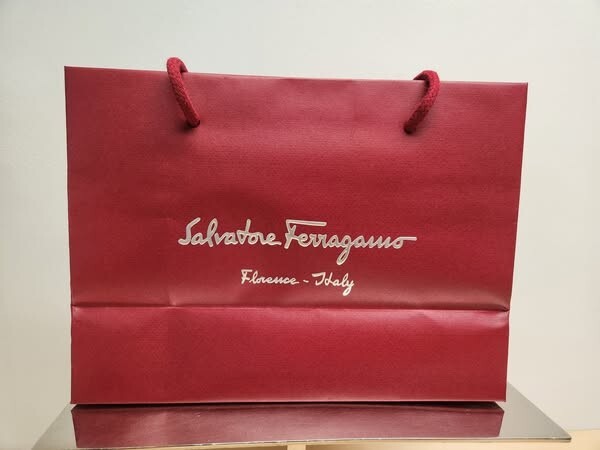 Salvatore Ferragamo
Florence - Italy